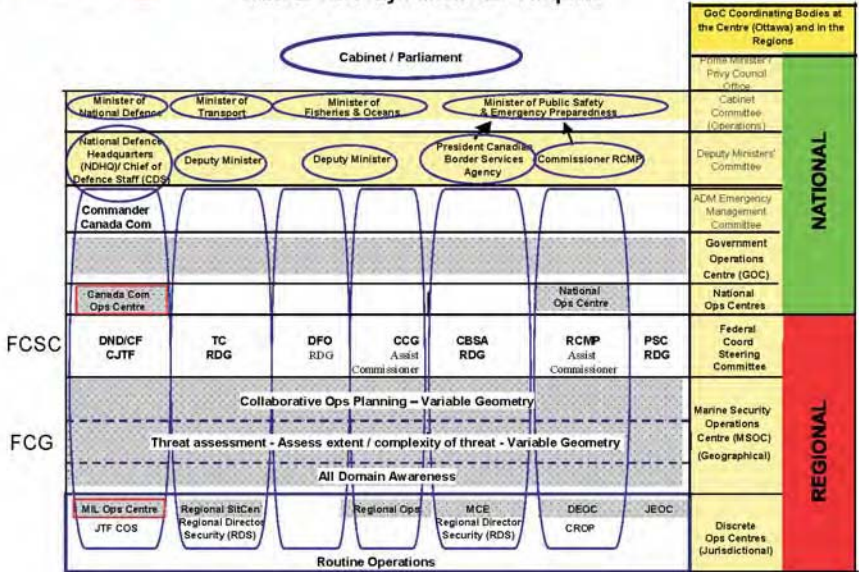 GoC Coordinating Bodies at
the Centre (Ottawa) and in the
Regions
Cabinet / Parliament
Prime Minister /
Privy Council
Office
Minister of
National Defence
Minister of
Transport
Minister of
Fisheries & Oceans
Minister of Public Safety
& Emergency Preparedness
Cabinet
Committee
(Operations)
National Defence
Headquarters
(NDHQ)/ Chief of
Defence Staff (CDS)
Deputy Minister
Deputy Minister
President Canadian
Border Services
Agency
Commissioner RCMP
Deputy Ministers'
Committee
NATIONAL
Commander
Canada Com
ADM Emergency
Management
Committee
Government
Operations
Centre (GOC)
Canada Com
Ops Centre
National
Ops Centre
National
Ops Centres
FCSC
DND/CF
CJTF
TC
RDG
DFO
RDG
CCG
Assist
Commissioner
CBSA
RDG
RCMP
Assist
Commissioner
PSC
RDG
Federal
Coord
Steering
Committee
REGIONAL
FCG
Collaborative Ops Planning – Variable Geometry
Threat assessment - Assess extent / complexity of threat - Variable Geometry
All Domain Awareness
Marine Security
Operations
Centre (MSOC)
(Geographical)
MIL Ops Centre
JTF COS
Regional SitCen
Regional Director
Security (RDS)
Regional Ops
MCE
Regional Director
Security (RDS)
DEOC
CROP
JEOC
Discrete
Ops Centres
(Jurisdictional)
Routine Operations